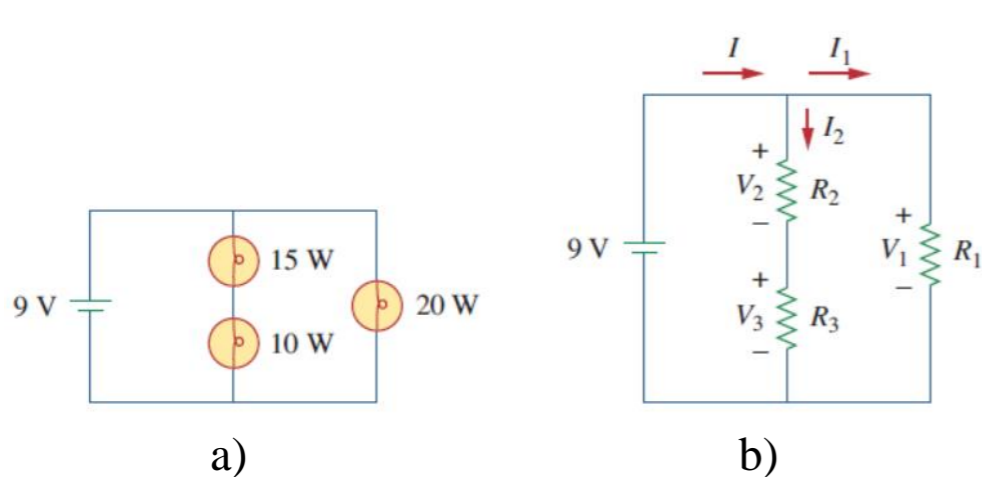 9 V
15 W
10 W
20 W
a)
I
I1
I2
9 V
+
V2
–
R2
+
V3
–
R3
+
V1
–
R1
b)